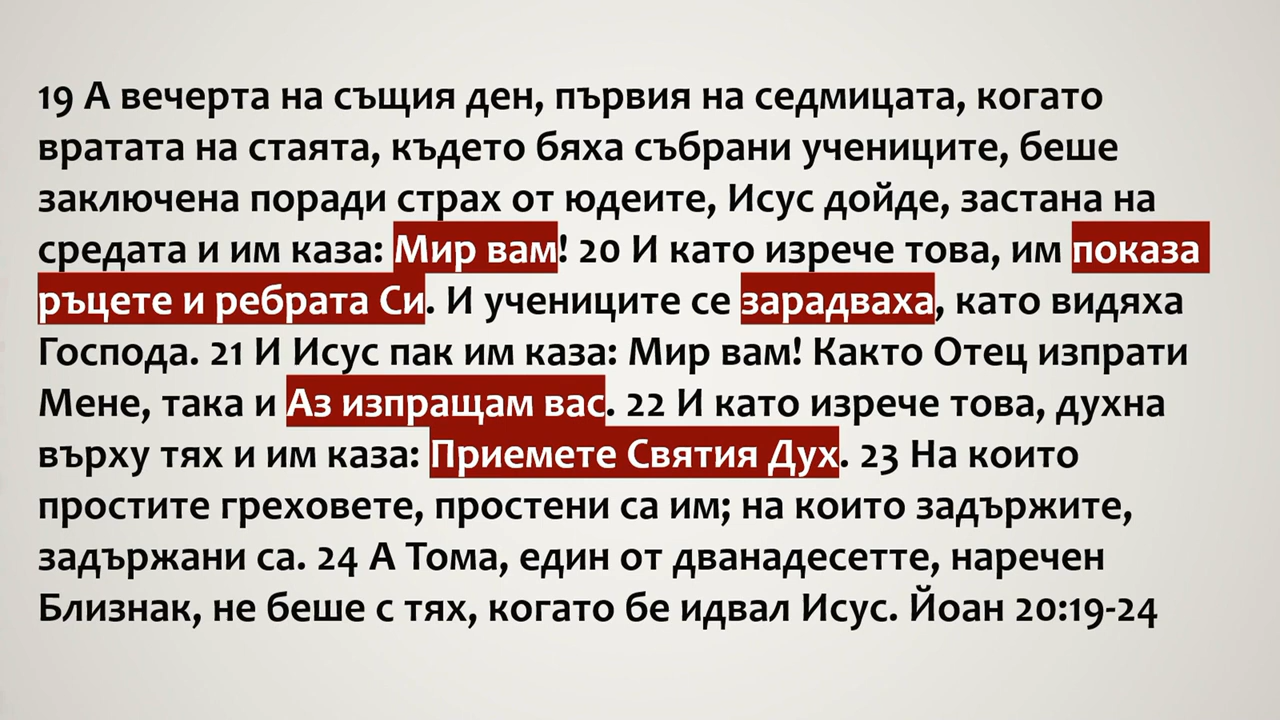 19 А вечерта на същия ден, първия на седмицата, когато
вратата на стаята, където бяха събрани учениците, беше
заключена поради страх от юдеите, Исус дойде, застана на
средата и им каза: Мир вам! 20 И като изрече това, им показа
ръцете и ребрата Си. И учениците се зарадваха, като видяха
Господа. 21 И Исус пак им каза: Мир вам! Както Отец изпрати
Мене, така и Аз изпращам вас. 22 И като изрече това, духна
върху тях и им каза: Приемете Святия Дух. 23 На които
простите греховете, простени са им; на които задържите,
задържани са. 24 А Тома, един от дванадесетте, наречен
Близнак, не беше с тях, когато бе идвал Исус. Йоан 20:19-24